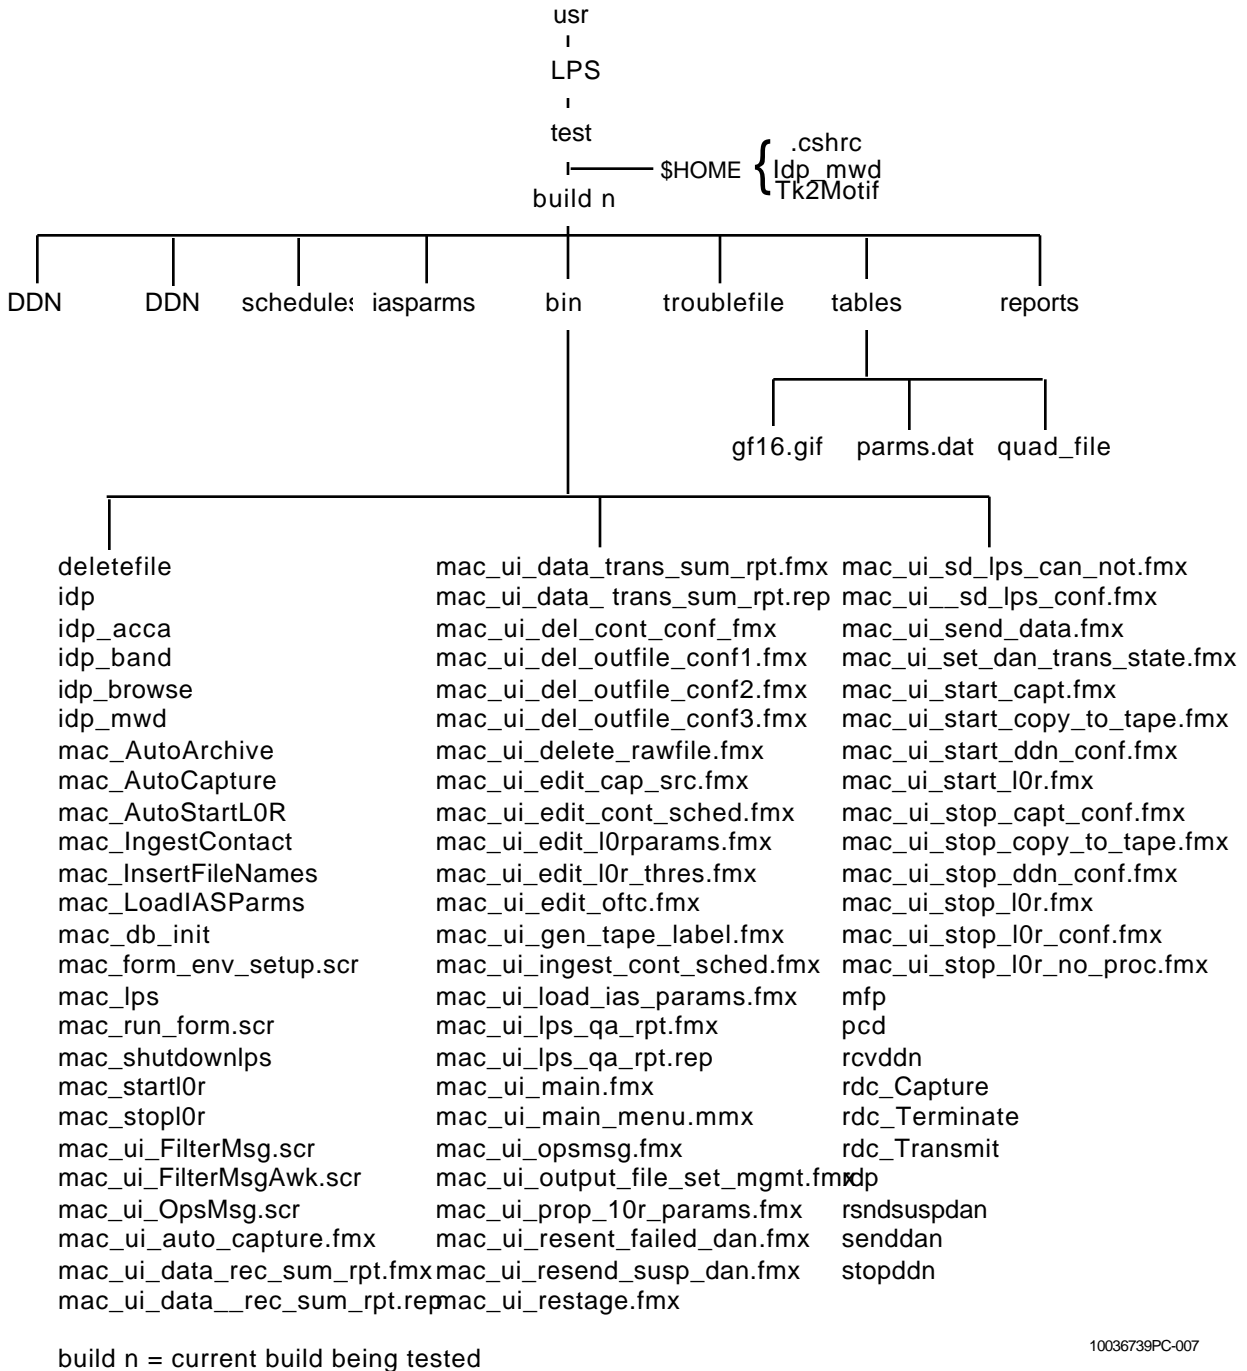 usr
LPS
test
$HOME { .cshrc
ldp_mwd
Tk2Motif
build n
DDN DDN schedules iasparms bin troublefile tables reports
gf16.gif parms.dat quad_file
deletefile
idp
idp_acca
idp_band
idp_browse
idp_mwd
mac_AutoArchive
mac_AutoCapture
mac_AutoStartL0R
mac_IngestContact
mac_InsertFileNames
mac_LoadIASParms
mac_db_init
mac_form_env_setup.scr
mac_lps
mac_run_form.scr
mac_shutdownlps
mac_startl0r
mac_stopl0r
mac_ui_FilterMsg.scr
mac_ui_FilterMsgAwk.scr
mac_ui_OpsMsg.scr
mac_ui_auto_capture.fmx
mac_ui_data_rec_sum_rpt.fmx
mac_ui_data__rec_sum_rpt.rep
mac_ui_data_trans_sum_rpt.fmx
mac_ui_data_ trans_sum_rpt.rep
mac_ui_del_cont_conf_fmx
mac_ui_del_outfile_conf1.fmx
mac_ui_del_outfile_conf2.fmx
mac_ui_del_outfile_conf3.fmx
mac_ui_delete_rawfile.fmx
mac_ui_edit_cap_src.fmx
mac_ui_edit_cont_sched.fmx
mac_ui_edit_l0rparams.fmx
mac_ui_edit_l0r_thres.fmx
mac_ui_edit_oftc.fmx
mac_ui_gen_tape_label.fmx
mac_ui_ingest_cont_sched.fmx
mac_ui_load_ias_params.fmx
mac_ui_lps_qa_rpt.fmx
mac_ui_lps_qa_rpt.rep
mac_ui_main.fmx
mac_ui_main_menu.mmx
mac_ui_opsmsg.fmx
mac_ui_output_file_set_mgmt.fmx
mac_ui_prop_10r_params.fmx
mac_ui_resent_failed_dan.fmx
mac_ui_resend_susp_dan.fmx
mac_ui_restage.fmx
mac_ui_sd_lps_can_not.fmx
mac_ui__sd_lps_conf.fmx
mac_ui_send_data.fmx
mac_ui_set_dan_trans_state.fmx
mac_ui_start_capt.fmx
mac_ui_start_copy_to_tape.fmx
mac_ui_start_ddn_conf.fmx
mac_ui_start_l0r.fmx
mac_ui_stop_capt_conf.fmx
mac_ui_stop_copy_to_tape.fmx
mac_ui_stop_ddn_conf.fmx
mac_ui_stop_l0r.fmx
mac_ui_stop_l0r_conf.fmx
mac_ui_stop_l0r_no_proc.fmx
mfp
pcd
rcvddn
rdc_Capture
rdc_Terminate
rdc_Transmit
rdp
rsndsuspdan
senddan
stopddn
build n = current build being tested
10036739PC-007